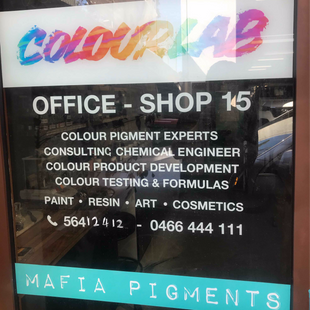 COLOURLAB
OFFICE - SHOP 15
COLOUR PIGMENT EXPERTS
CONSULTING CHEMICAL ENGINEER
COLOUR PRODUCT DEVELOPMENT
COLOUR TESTING & FORMULAS
PAINT • RESIN • ART • COSMETICS
56412412 - 0466 444 111
MAFIA PIGMENTS